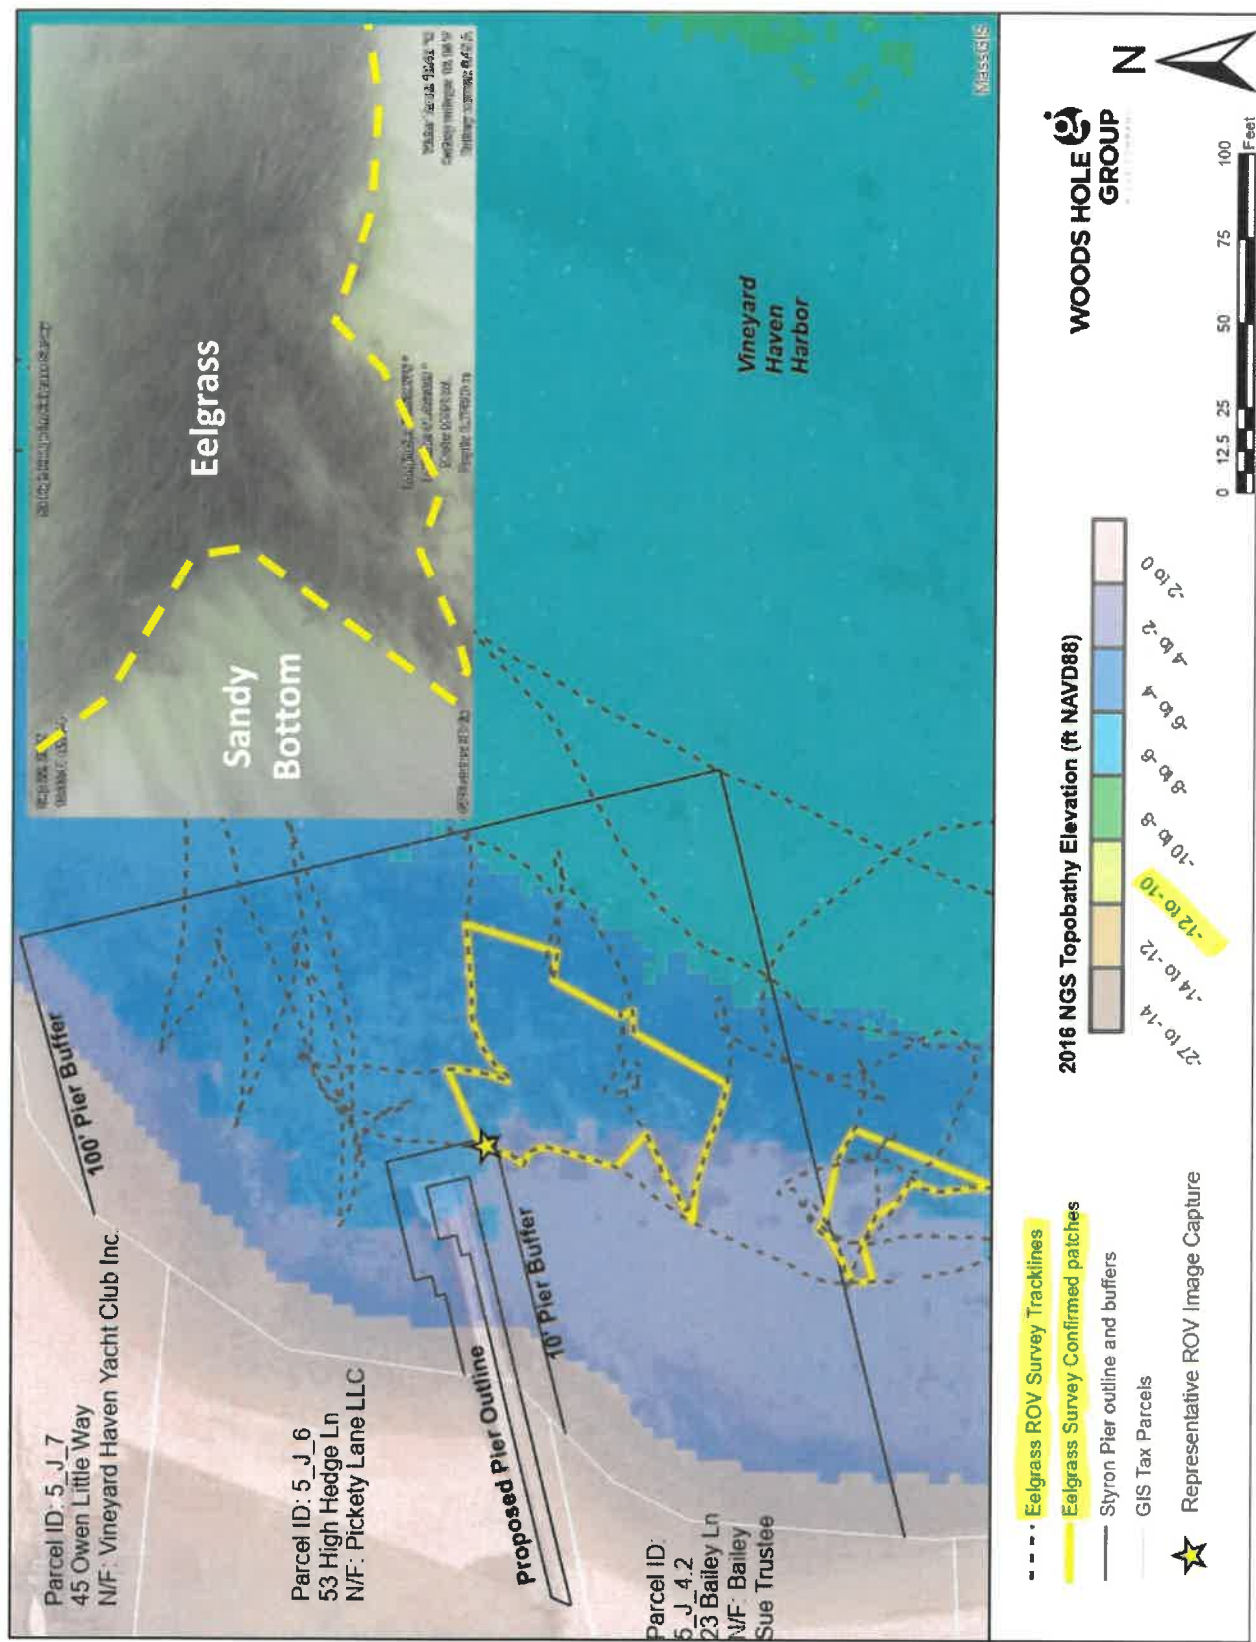 Parcel ID: 5_J_7
45 Owen Little Way
N/F: Vineyard Haven Yacht Club Inc.
100' Pier Buffer
Parcel ID: 5_J_6
53 High Hedge Ln
N/F: Pickety Lane LLC
Proposed Pier Outline
10' Pier Buffer
Parcel ID:
5_J_4.2
23 Bailey Ln
N/F: Bailey
Sue Trustee
Sandy
Bottom
Eelgrass
Vineyard
Haven
Harbor
MassGIS
Eelgrass ROV Survey Tracklines
Eelgrass Survey Confirmed patches
Styron Pier outline and buffers
GIS Tax Parcels
Representative ROV Image Capture
2016 NGS Topobathy Elevation (ft NAVD88)
-27 to -14
-14 to -12
-12 to -10
-10 to -8
-8 to -6
-6 to -4
-4 to -2
-2 to 0
WOODS HOLE
GROUP
N
0 12.5 25 50 75 100
Feet